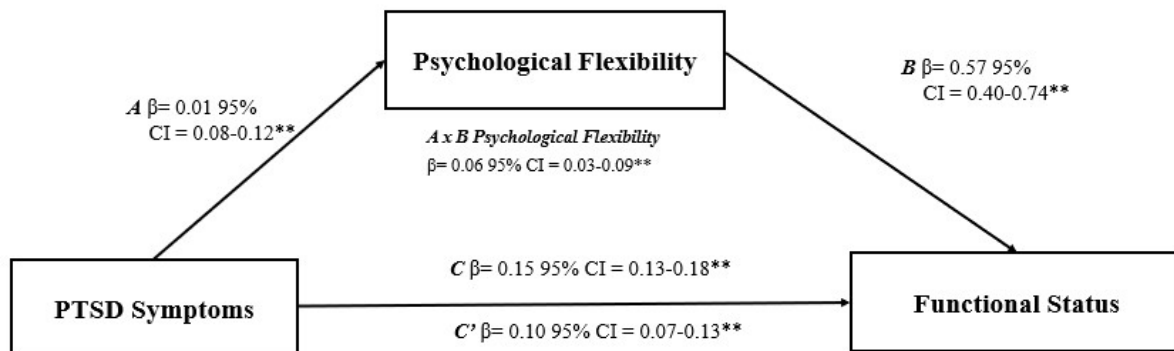 Psychological Flexibility
A β= 0.01 95%
CI = 0.08-0.12**
B β= 0.57 95%
CI = 0.40-0.74**
A x B Psychological Flexibility
β= 0.06 95% CI = 0.03-0.09**
PTSD Symptoms
C β= 0.15 95% CI = 0.13-0.18**
C’ β= 0.10 95% CI = 0.07-0.13**
Functional Status